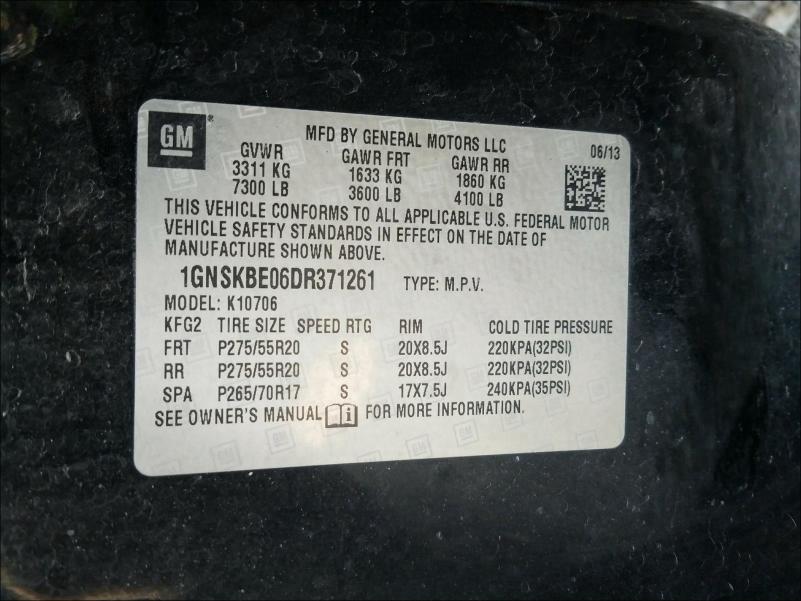 GM
MFD BY GENERAL MOTORS LLC 06/13
GVWR GAWR FRT GAWR RR
3311 KG 1633 KG 1860 KG
7300 LB 3600 LB 4100 LB
THIS VEHICLE CONFORMS TO ALL APPLICABLE U.S. FEDERAL MOTOR
VEHICLE SAFETY STANDARDS IN EFFECT ON THE DATE OF
MANUFACTURE SHOWN ABOVE.
1GNSKBE06DR371261 TYPE: M.P.V.
MODEL: K10706
KFG2 TIRE SIZE SPEED RTG RIM COLD TIRE PRESSURE
FRT P275/55R20 S 20X8.5J 220KPA(32PSI)
RR P275/55R20 S 20X8.5J 220KPA(32PSI)
SPA P265/70R17 S 17X7.5J 240KPA(35PSI)
SEE OWNER'S MANUAL FOR MORE INFORMATION.